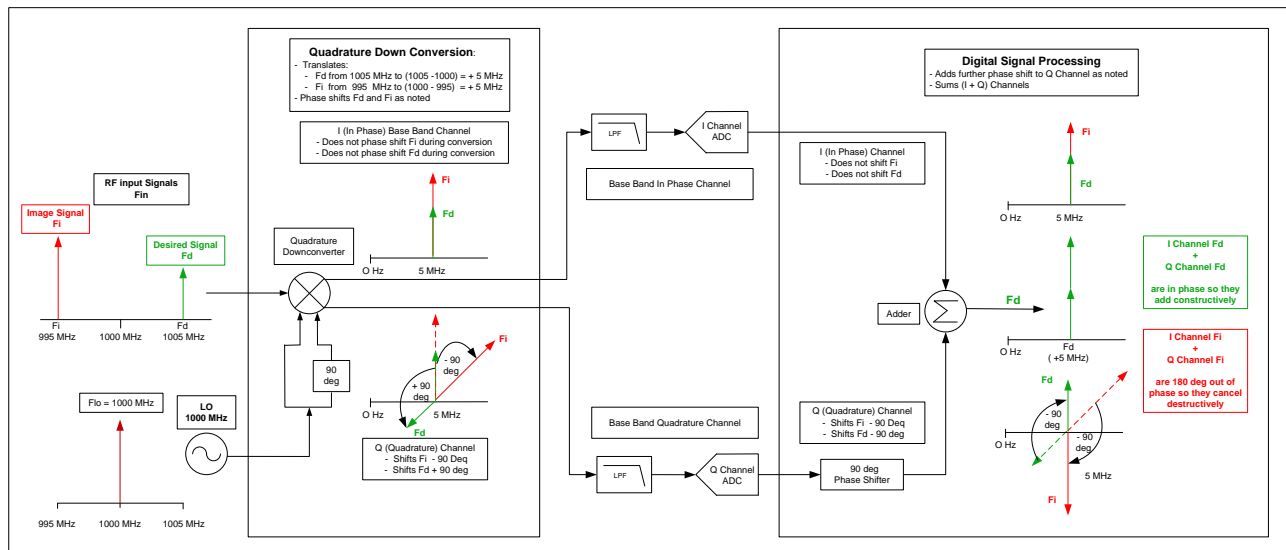 Quadrature Down Conversion:
- Translates:
- Fd from 1005 MHz to (1005 -1000) = + 5 MHz
- Fi from 995 MHz to (1000 - 995) = + 5 MHz
- Phase shifts Fd and Fi as noted
I (In Phase) Base Band Channel
- Does not phase shift Fi during conversion
- Does not phase shift Fd during conversion
Fi
Fd
O Hz
5 MHz
RF input Signals
Fin
Image Signal
Fi
Desired Signal
Fd
Fi
995 MHz
1000 MHz
Fd
1005 MHz
Quadrature
Downconverter
90
deg
Flo = 1000 MHz
LO
1000 MHz
995 MHz
1000 MHz
1005 MHz
Fi
- 90
deg
+ 90
deg
Fd
O Hz
5 MHz
Q (Quadrature) Channel
- Shifts Fi - 90 Deq
- Shifts Fd + 90 deg
LPF
I Channel
ADC
Base Band In Phase Channel
Base Band Quadrature Channel
LPF
Q Channel
ADC
Digital Signal Processing
- Adds further phase shift to Q Channel as noted
- Sums (I + Q) Channels
I (In Phase) Channel
- Does not shift Fi
- Does not shift Fd
Fi
Fd
O Hz
5 MHz
Adder
Fd
O Hz
Fd
( +5 MHz)
I Channel Fd
+
Q Channel Fd
are in phase so they
add constructively
I Channel Fi
+
Q Channel Fi
are 180 deg out of
phase so they cancel
destructively
Q (Quadrature) Channel
- Shifts Fi - 90 Deq
- Shifts Fd - 90 deg
90 deg
Phase Shifter
Fd
- 90
deg
- 90
deg
O Hz
5 MHz
Fi